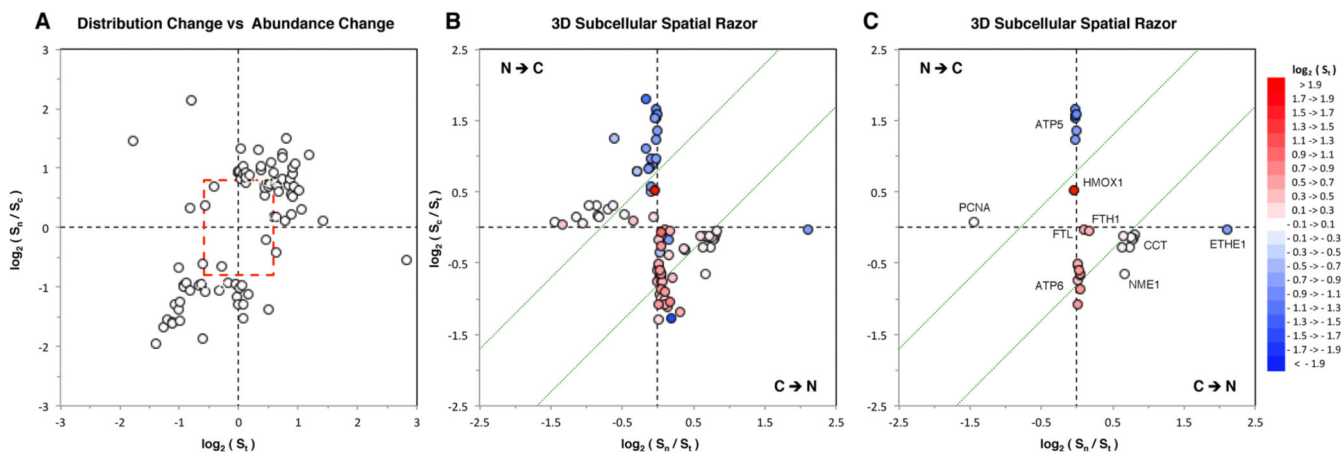 A
Distribution Change vs Abundance Change
3
2
1
0
-1
-2
-3
-3
-2
-1
0
1
2
3
log2 ( Sn / Sc )
log2 ( St )
B
3D Subcellular Spatial Razor
N → C
C → N
2.5
1.5
0.5
-0.5
-1.5
-2.5
-2.5
-1.5
-0.5
0.5
1.5
2.5
log2 ( Sc / St )
log2 ( Sn / St )
C
3D Subcellular Spatial Razor
N → C
ATP5
HMOX1
PCNA
FTH1
FTL
CCT
ETHE1
ATP6
NME1
C → N
2.5
1.5
0.5
-0.5
-1.5
-2.5
-2.5
-1.5
-0.5
0.5
1.5
2.5
log2 ( Sn / St )
log2 ( St )
> 1.9
1.7 -> 1.9
1.5 -> 1.7
1.3 -> 1.5
1.1 -> 1.3
0.9 -> 1.1
0.7 -> 0.9
0.5 -> 0.7
0.3 -> 0.5
0.1 -> 0.3
-0.1 -> 0.1
-0.1 -> -0.3
-0.3 -> -0.5
-0.5 -> -0.7
-0.7 -> -0.9
-0.9 -> -1.1
-1.1 -> -1.3
-1.3 -> -1.5
-1.5 -> -1.7
-1.7 -> -1.9
< -1.9